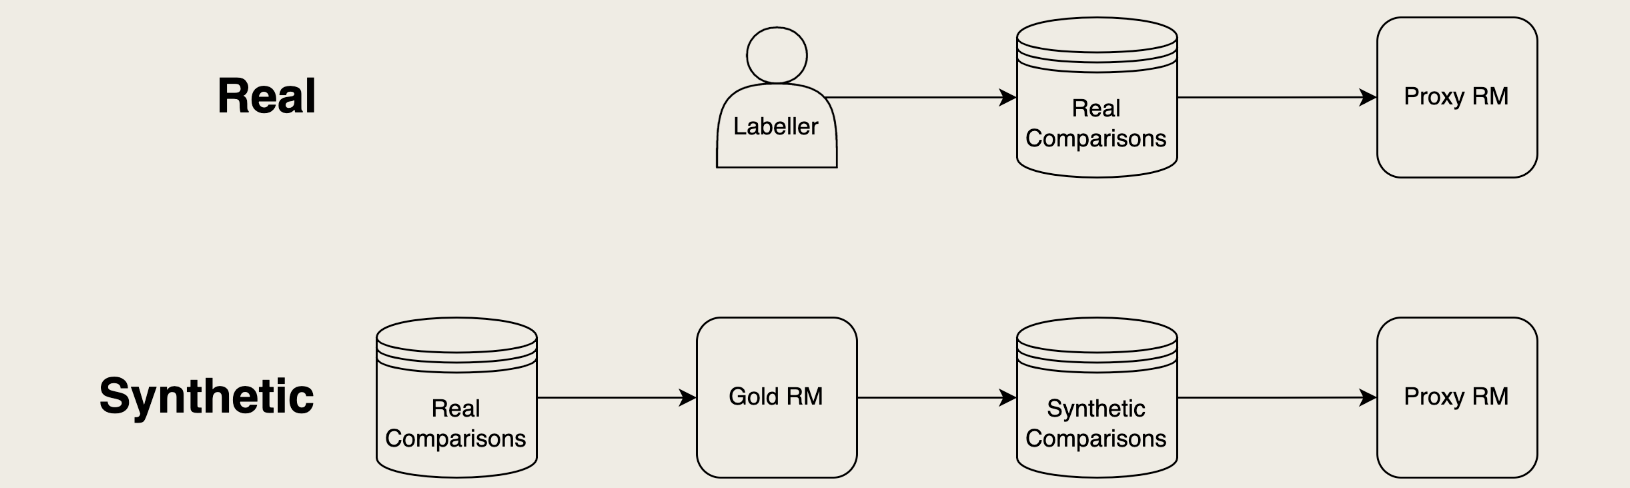 Real
Labeller
Real
Comparisons
Proxy RM
Synthetic
Real
Comparisons
Gold RM
Synthetic
Comparisons
Proxy RM